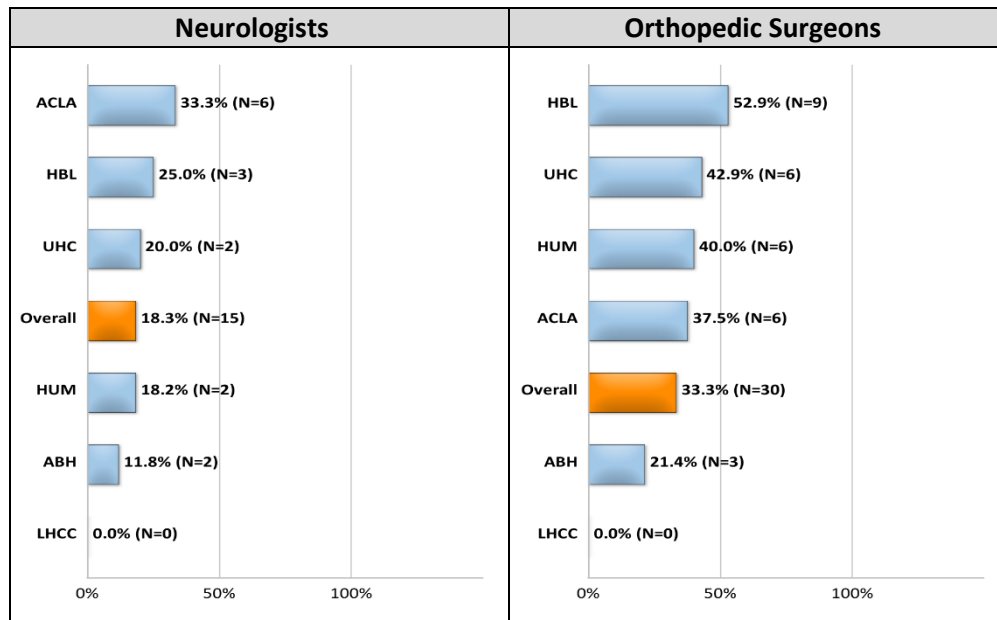 Neurologists
ACLA 33.3% (N=6)
HBL 25.0% (N=3)
UHC 20.0% (N=2)
Overall 18.3% (N=15)
HUM 18.2% (N=2)
ABH 11.8% (N=2)
LHCC 0.0% (N=0)
0% 50% 100%
Orthopedic Surgeons
HBL 52.9% (N=9)
UHC 42.9% (N=6)
HUM 40.0% (N=6)
ACLA 37.5% (N=6)
Overall 33.3% (N=30)
ABH 21.4% (N=3)
LHCC 0.0% (N=0)
0% 50% 100%